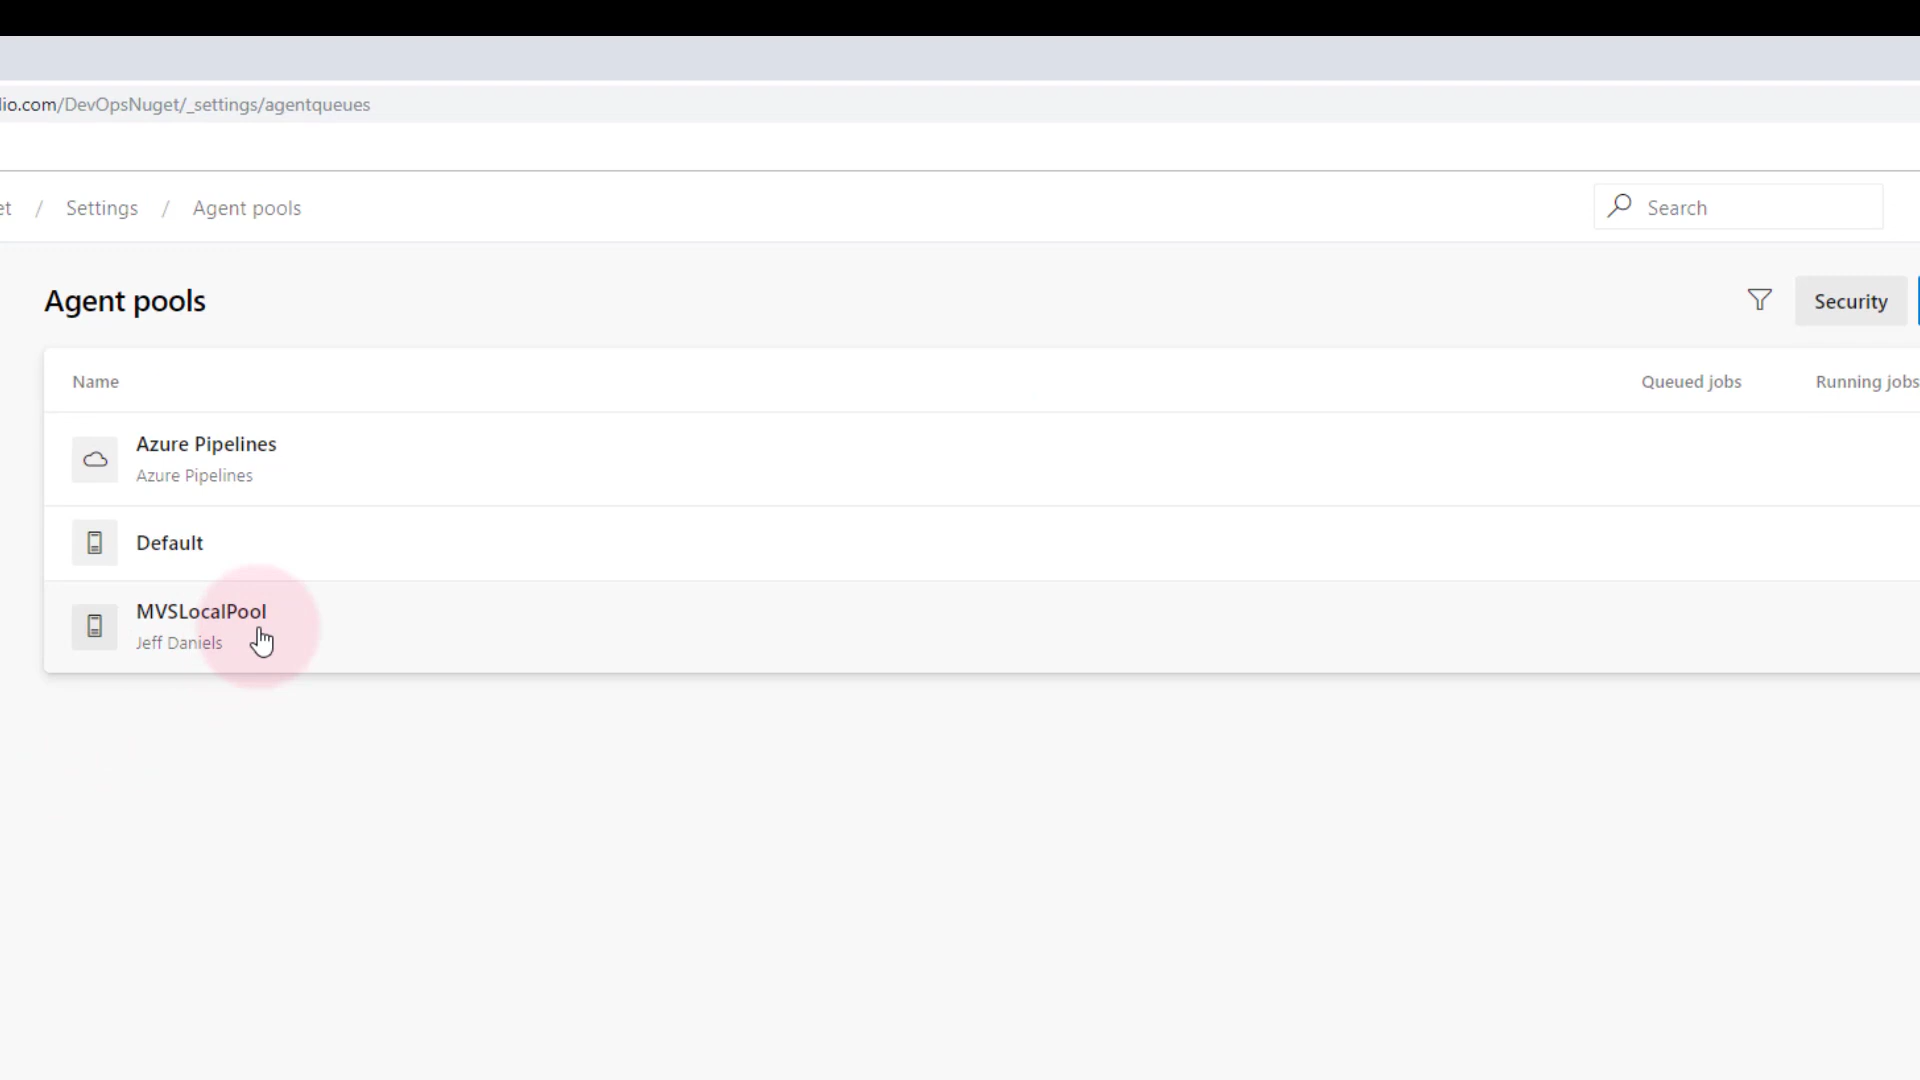 lio.com/DevOpsNuget/_settings/agentqueues
et / Settings / Agent pools
Search
Agent pools
Security
Name Queued jobs Running jobs
Azure Pipelines
Azure Pipelines
Default
MVSLocalPool
Jeff Daniels